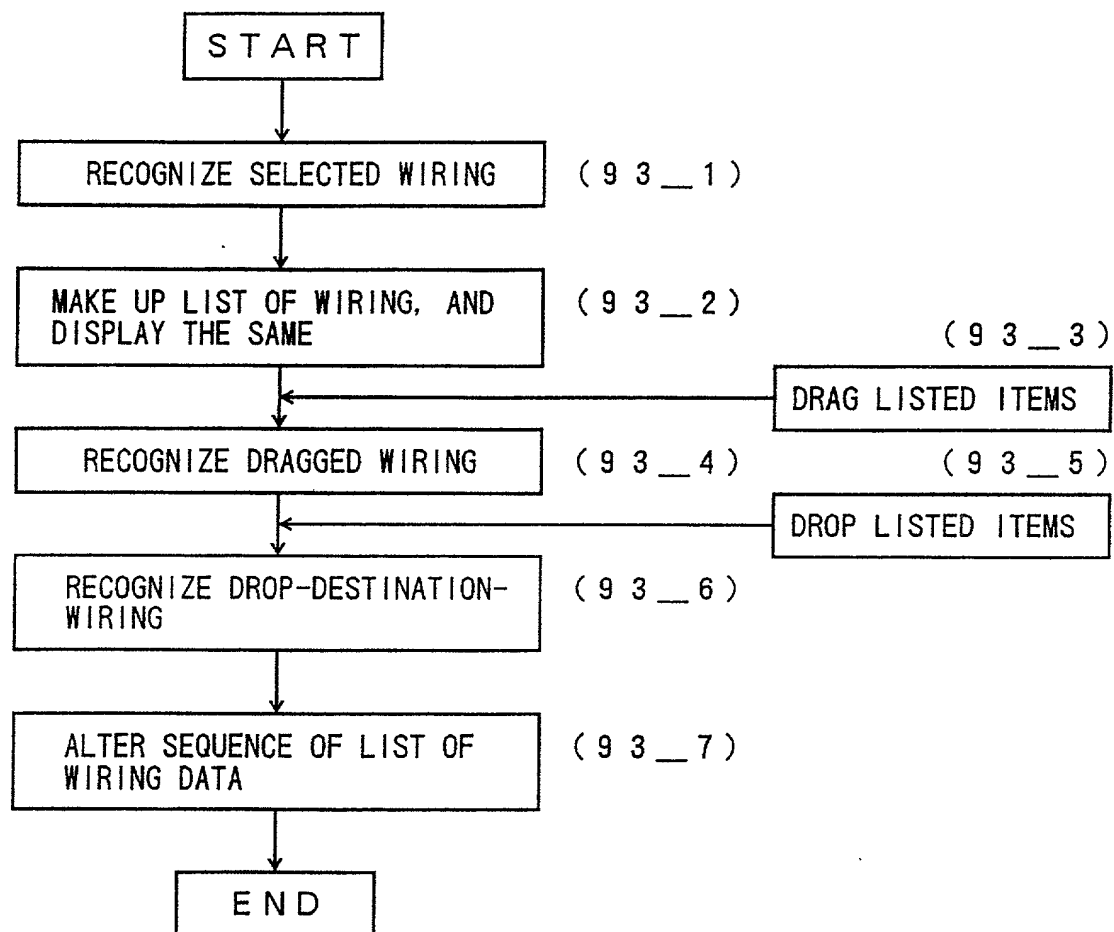 START
RECOGNIZE SELECTED WIRING (93_1)
MAKE UP LIST OF WIRING, AND
DISPLAY THE SAME
(93_2)
(93_3)
DRAG LISTED ITEMS
RECOGNIZE DRAGGED WIRING (93_4)
(93_5)
DROP LISTED ITEMS
RECOGNIZE DROP-DESTINATION-
WIRING
(93_6)
ALTER SEQUENCE OF LIST OF
WIRING DATA
(93_7)
END